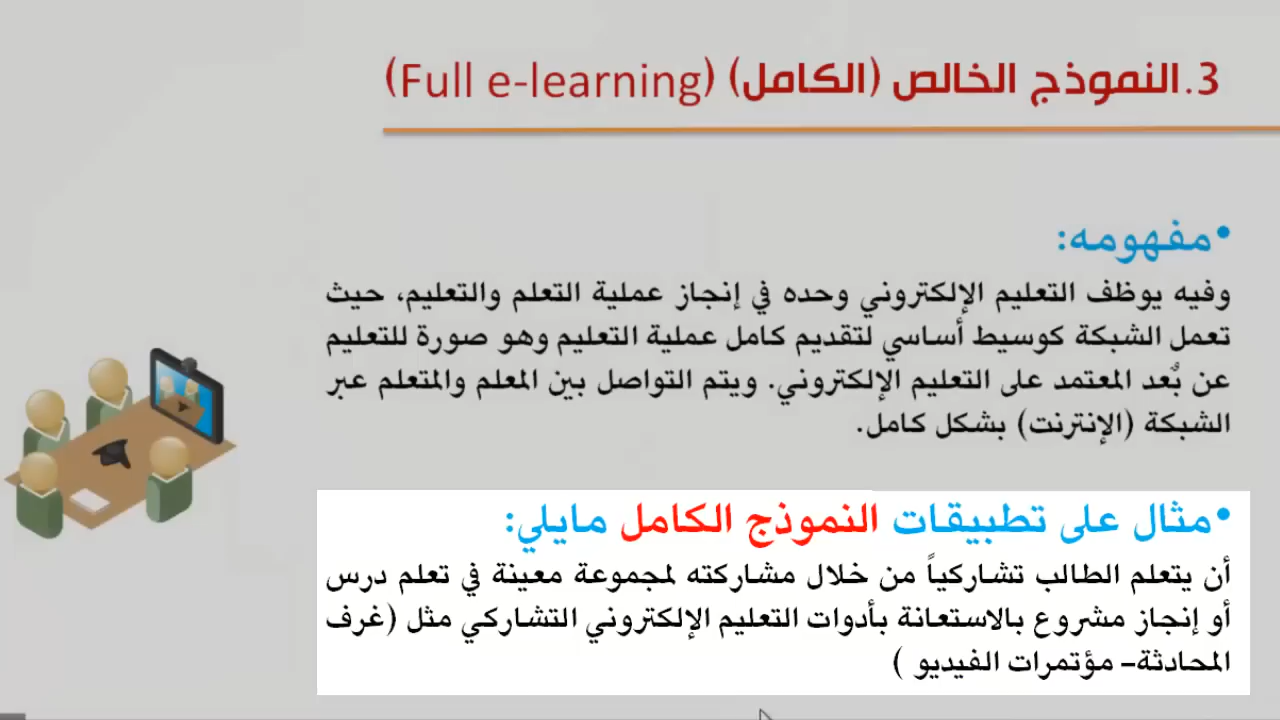 3.النموذج الخالص (الكامل) (Full e-learning)
•مفهومه:
وفيه يوظف التعليم الإلكتروني وحده في إنجاز عملية التعلم والتعليم، حيث
تعمل الشبكة كوسيط أساسي لتقديم كامل عملية التعليم وهو صورة للتعليم
عن بٌعد المعتمد على التعليم الإلكتروني. ويتم التواصل بين المعلم والمتعلم عبر
الشبكة (الإنترنت) بشكل كامل.
•مثال على تطبيقات النموذج الكامل مايلي:
أن يتعلم الطالب تشاركياً من خلال مشاركته لمجموعة معينة في تعلم درس
أو إنجاز مشروع بالاستعانة بأدوات التعليم الإلكتروني التشاركي مثل (غرف
المحادثة– مؤتمرات الفيديو )